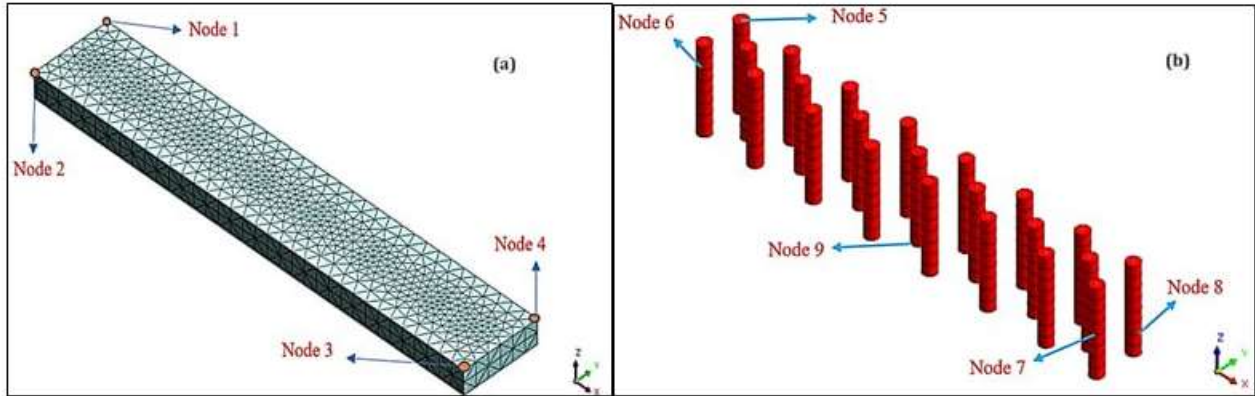 Node 1
(a)
Node 2
Node 4
Node 3
Z
Y
X
Node 5
Node 6
(b)
Node 9
Node 8
Node 7
Z
Y
X